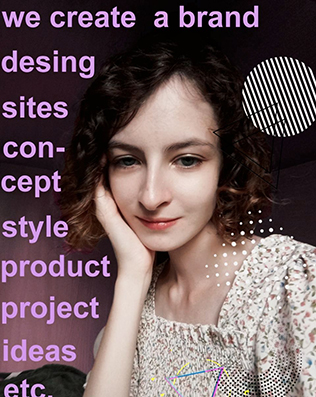 we create a brand
desing
sites
con-
cept
style
product
project
ideas
etc.